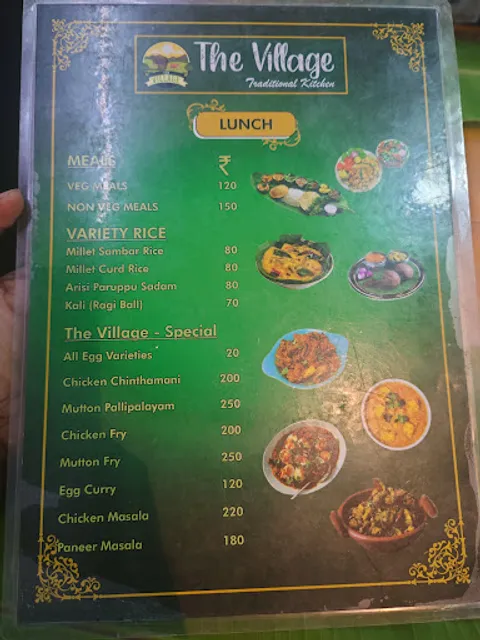 The Village
Traditional Kitchen
LUNCH
MEALS ₹
VEG MEALS 120
NON VEG MEALS 150
VARIETY RICE
Millet Sambar Rice 80
Millet Curd Rice 80
Arisi Paruppu Sadam 80
Kali (Ragi Ball) 70
The Village - Special
All Egg Varieties 20
Chicken Chinthamani 200
Mutton Pallipalayam 250
Chicken Fry 200
Mutton Fry 250
Egg Curry 120
Chicken Masala 220
Paneer Masala 180